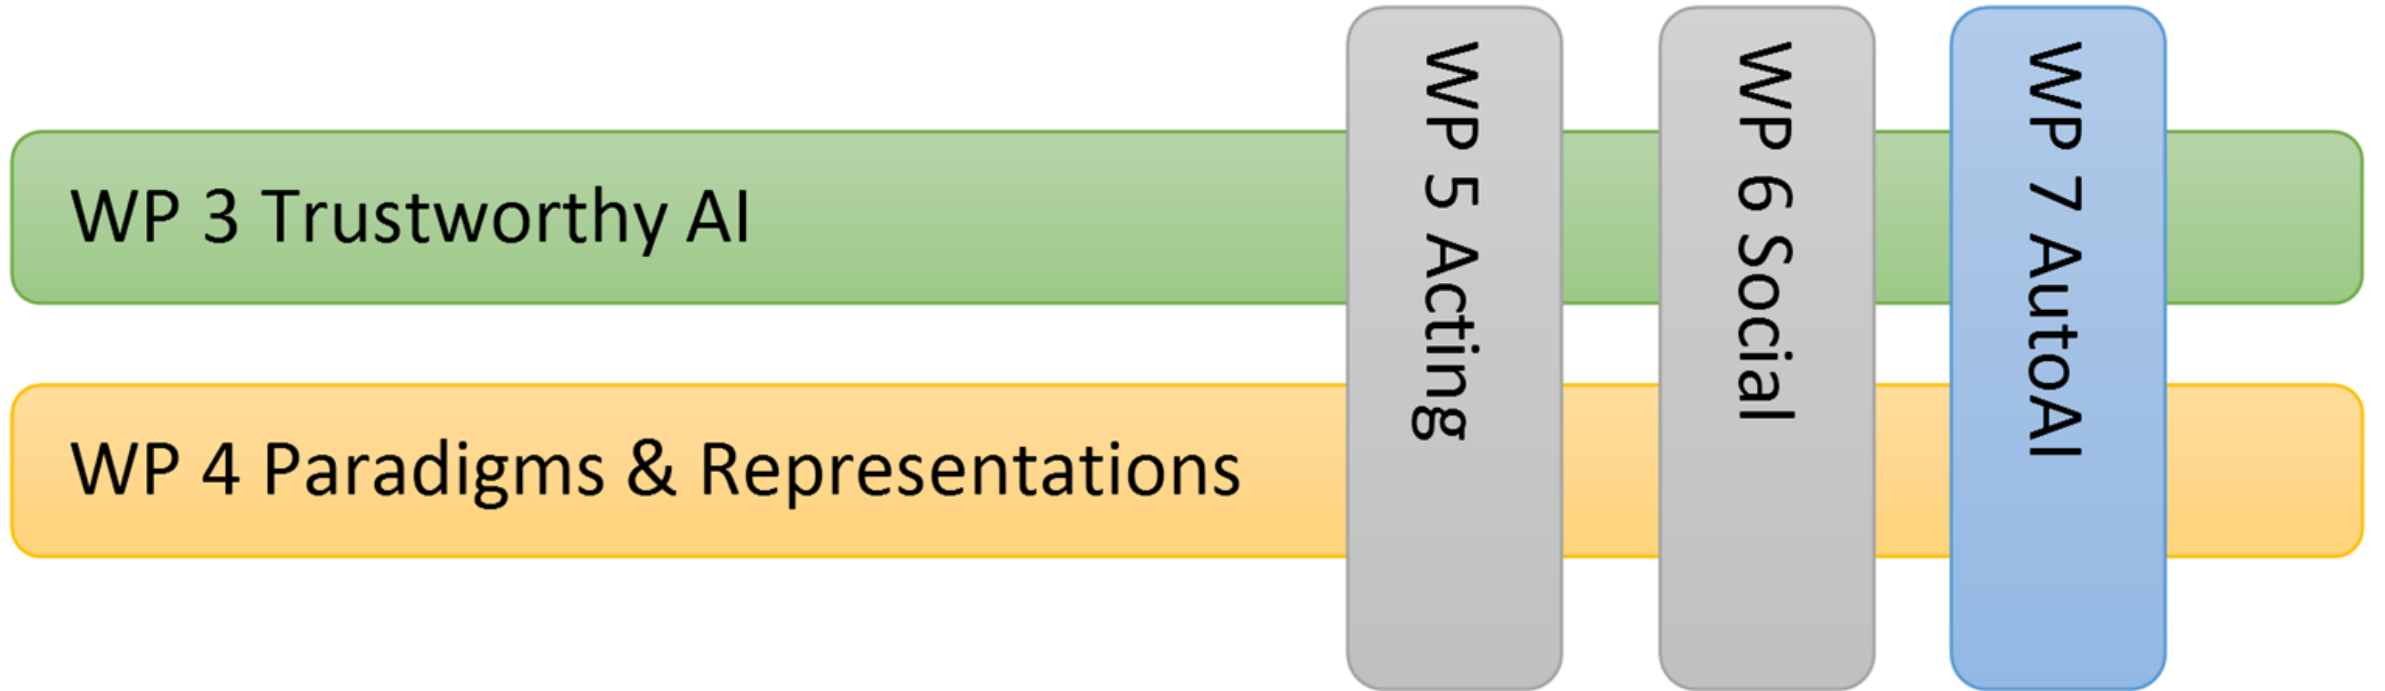 WP 3 Trustworthy AI
WP 4 Paradigms & Representations
WP 5 Acting
WP 6 Social
WP 7 AutoAI